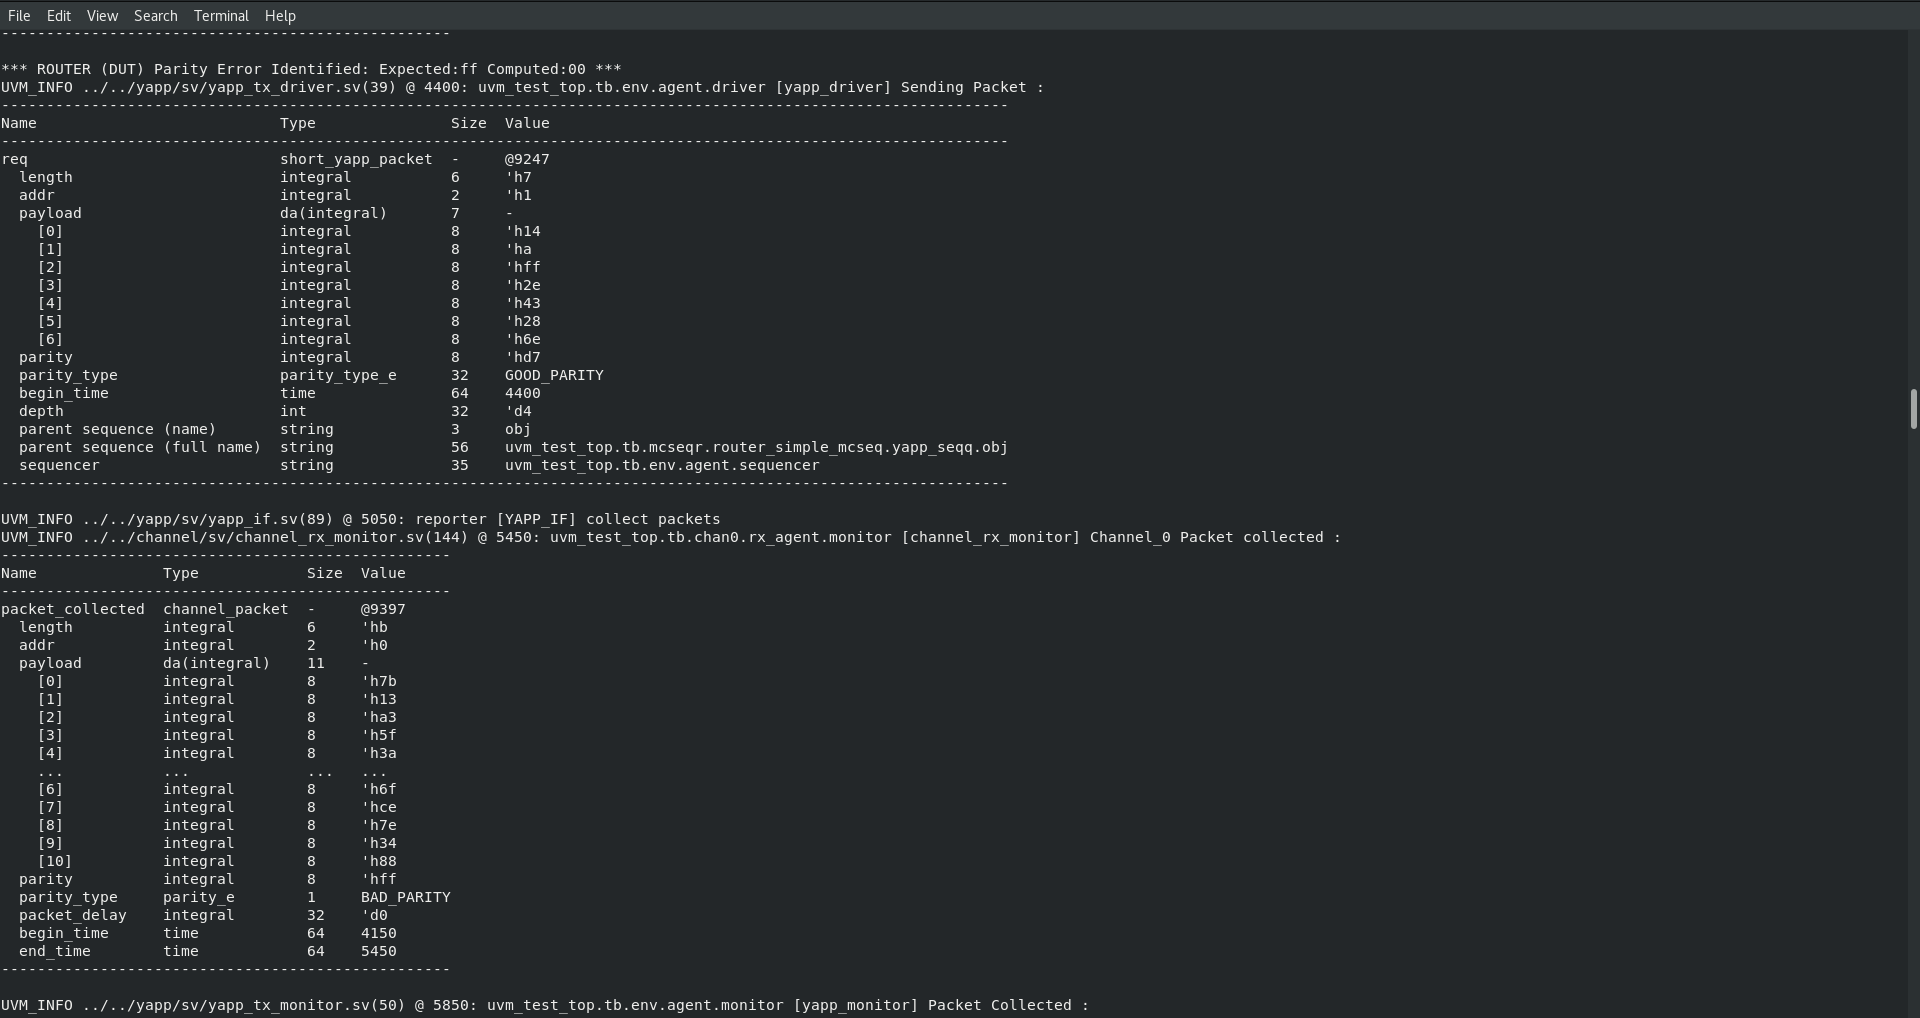 File Edit View Search Terminal Help
--------------------------------------------------
*** ROUTER (DUT) Parity Error Identified: Expected:ff Computed:00 ***
UVM_INFO ../../yapp/sv/yapp_tx_driver.sv(39) @ 4400: uvm_test_top.tb.env.agent.driver [yapp_driver] Sending Packet :
----------------------------------------------------------------------------------------------------------------
Name                           Type               Size  Value
----------------------------------------------------------------------------------------------------------------
req                            short_yapp_packet  -     @9247
  length                       integral           6     'h7
  addr                         integral           2     'h1
  payload                      da(integral)       7     -
    [0]                        integral           8     'h14
    [1]                        integral           8     'ha
    [2]                        integral           8     'hff
    [3]                        integral           8     'h2e
    [4]                        integral           8     'h43
    [5]                        integral           8     'h28
    [6]                        integral           8     'h6e
  parity                       integral           8     'hd7
  parity_type                  parity_type_e      32    GOOD_PARITY
  begin_time                   time               64    4400
  depth                        int                32    'd4
  parent sequence (name)       string             3     obj
  parent sequence (full name)  string             56    uvm_test_top.tb.mcseqr.router_simple_mcseq.yapp_seqq.obj
  sequencer                    string             35    uvm_test_top.tb.env.agent.sequencer
----------------------------------------------------------------------------------------------------------------
UVM_INFO ../../yapp/sv/yapp_if.sv(89) @ 5050: reporter [YAPP_IF] collect packets
UVM_INFO ../../channel/sv/channel_rx_monitor.sv(144) @ 5450: uvm_test_top.tb.chan0.rx_agent.monitor [channel_rx_monitor] Channel_0 Packet collected :
--------------------------------------------------
Name              Type            Size  Value
--------------------------------------------------
packet_collected  channel_packet  -     @9397
  length          integral        6     'hb
  addr            integral        2     'h0
  payload         da(integral)    11    -
    [0]           integral        8     'h7b
    [1]           integral        8     'h13
    [2]           integral        8     'ha3
    [3]           integral        8     'h5f
    [4]           integral        8     'h3a
    ...           ...             ...   ...
    [6]           integral        8     'h6f
    [7]           integral        8     'hce
    [8]           integral        8     'h7e
    [9]           integral        8     'h34
    [10]          integral        8     'h88
  parity          integral        8     'hff
  parity_type     parity_e        1     BAD_PARITY
  packet_delay    integral        32    'd0
  begin_time      time            64    4150
  end_time        time            64    5450
--------------------------------------------------
UVM_INFO ../../yapp/sv/yapp_tx_monitor.sv(50) @ 5850: uvm_test_top.tb.env.agent.monitor [yapp_monitor] Packet Collected :